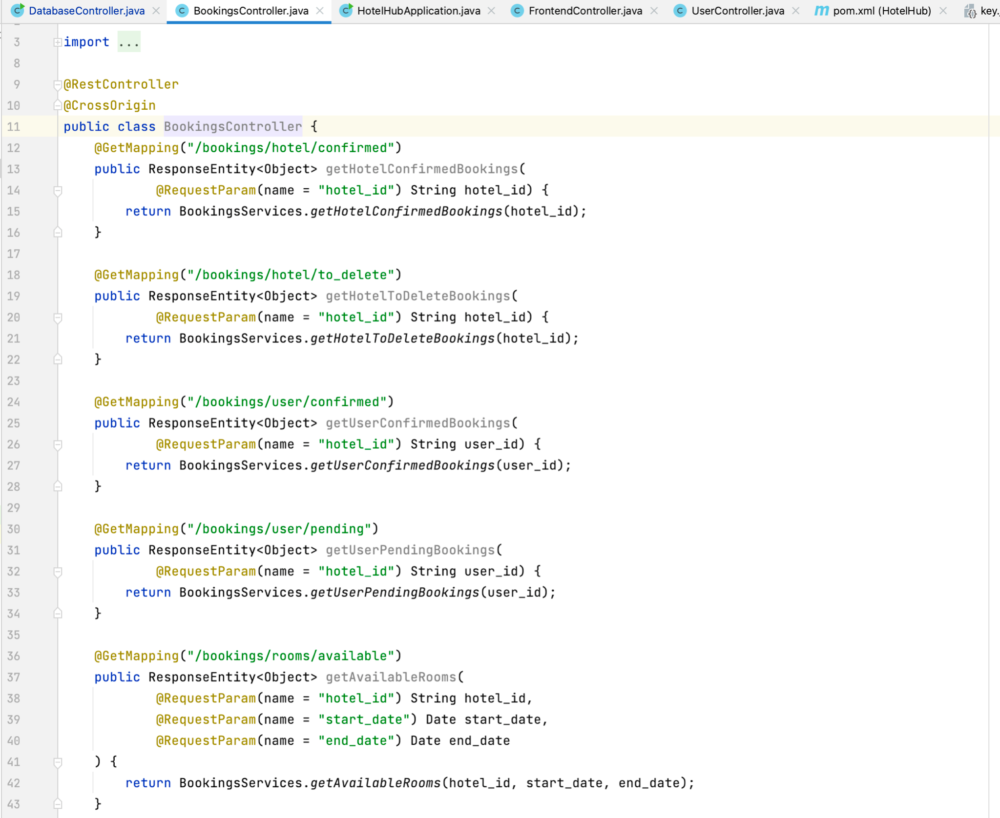 DatabaseController.java BookingsController.java HotelHubApplication.java FrontendController.java UserController.java pom.xml (HotelHub) key.
3 import ...
8
9 @RestController
10 @CrossOrigin
11 public class BookingsController {
12 @GetMapping("/bookings/hotel/confirmed")
13 public ResponseEntity<Object> getHotelConfirmedBookings(
14 @RequestParam(name = "hotel_id") String hotel_id) {
15 return BookingsServices.getHotelConfirmedBookings(hotel_id);
16 }
17
18 @GetMapping("/bookings/hotel/to_delete")
19 public ResponseEntity<Object> getHotelToDeleteBookings(
20 @RequestParam(name = "hotel_id") String hotel_id) {
21 return BookingsServices.getHotelToDeleteBookings(hotel_id);
22 }
23
24 @GetMapping("/bookings/user/confirmed")
25 public ResponseEntity<Object> getUserConfirmedBookings(
26 @RequestParam(name = "hotel_id") String user_id) {
27 return BookingsServices.getUserConfirmedBookings(user_id);
28 }
29
30 @GetMapping("/bookings/user/pending")
31 public ResponseEntity<Object> getUserPendingBookings(
32 @RequestParam(name = "hotel_id") String user_id) {
33 return BookingsServices.getUserPendingBookings(user_id);
34 }
35
36 @GetMapping("/bookings/rooms/available")
37 public ResponseEntity<Object> getAvailableRooms(
38 @RequestParam(name = "hotel_id") String hotel_id,
39 @RequestParam(name = "start_date") Date start_date,
40 @RequestParam(name = "end_date") Date end_date
41 ) {
42 return BookingsServices.getAvailableRooms(hotel_id, start_date, end_date);
43 }